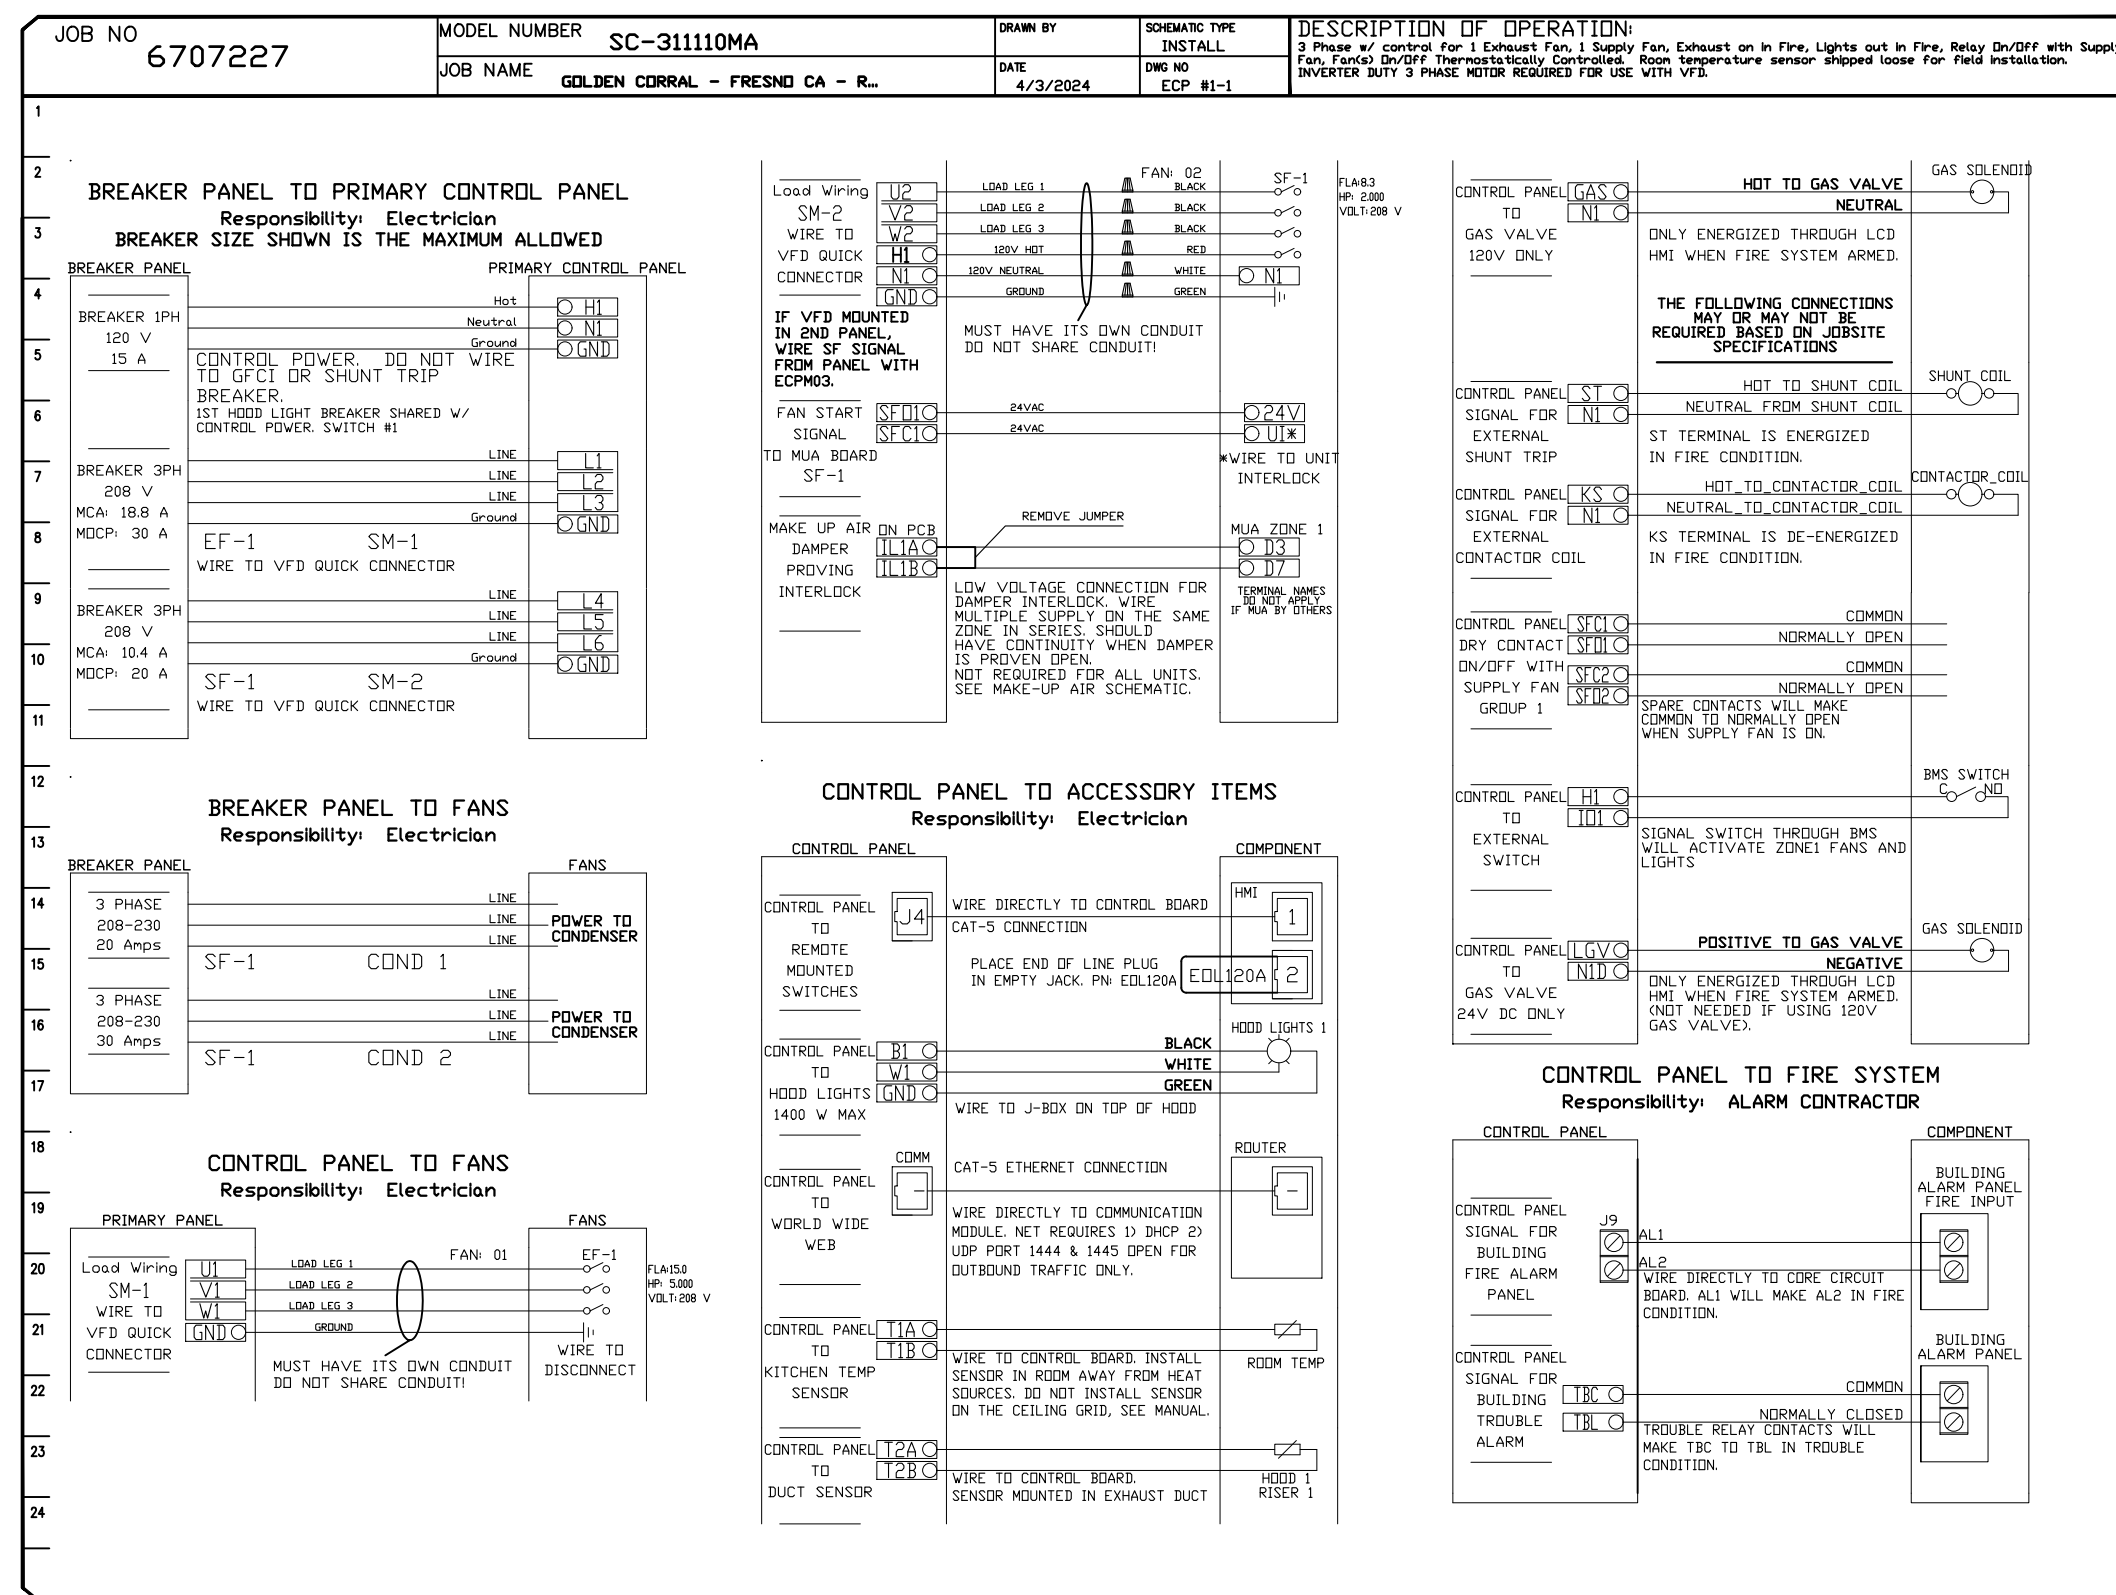 JOB NO
6707227
MODEL NUMBER
SC-311110MA
JOB NAME
GOLDEN CORRAL - FRESNO CA - R...
DRAWN BY
DATE
4/3/2024
SCHEMATIC TYPE
INSTALL
DWG NO
ECP #1-1
DESCRIPTION OF OPERATION:
3 Phase w/ control for 1 Exhaust Fan, 1 Supply Fan, Exhaust on in Fire, Lights out in Fire, Relay On/Off with Supply
Fan, Fan(s) On/Off Thermostatically Controlled. Room temperature sensor shipped loose for field installation.
INVERTER DUTY 3 PHASE MOTOR REQUIRED FOR USE WITH VFD.
1
2
3
4
5
6
7
8
9
10
11
12
13
14
15
16
17
18
19
20
21
22
23
24
BREAKER PANEL TO PRIMARY CONTROL PANEL
Responsibility: Electrician
BREAKER SIZE SHOWN IS THE MAXIMUM ALLOWED
BREAKER PANEL
PRIMARY CONTROL PANEL
BREAKER 1PH
120 V
15 A
Hot
H1
Neutral
N1
Ground
GND
CONTROL POWER. DO NOT WIRE
TO GFCI OR SHUNT TRIP
BREAKER.
1ST HOOD LIGHT BREAKER SHARED W/
CONTROL POWER. SWITCH #1
BREAKER 3PH
208 V
MCA: 18.8 A
MOCP: 30 A
LINE
L1
LINE
L2
LINE
L3
Ground
GND
EF-1 SM-1
WIRE TO VFD QUICK CONNECTOR
BREAKER 3PH
208 V
MCA: 10.4 A
MOCP: 20 A
LINE
L4
LINE
L5
LINE
L6
Ground
GND
SF-1 SM-2
WIRE TO VFD QUICK CONNECTOR
BREAKER PANEL TO FANS
Responsibility: Electrician
BREAKER PANEL
FANS
3 PHASE
208-230
20 Amps
LINE
LINE
LINE
POWER TO
CONDENSER
SF-1 COND 1
3 PHASE
208-230
30 Amps
LINE
LINE
LINE
POWER TO
CONDENSER
SF-1 COND 2
CONTROL PANEL TO FANS
Responsibility: Electrician
PRIMARY PANEL
FANS
Load Wiring
SM-1
WIRE TO
VFD QUICK
CONNECTOR
U1
V1
W1
GND
LOAD LEG 1
LOAD LEG 2
LOAD LEG 3
GROUND
FAN: 01
EF-1
FLA:15.0
HP: 5.000
VOLT: 208 V
WIRE TO
DISCONNECT
MUST HAVE ITS OWN CONDUIT
DO NOT SHARE CONDUIT!
Load Wiring
SM-2
WIRE TO
VFD QUICK
CONNECTOR
U2
V2
W2
H1
N1
GND
LOAD LEG 1
LOAD LEG 2
LOAD LEG 3
120V HOT
120V NEUTRAL
GROUND
FAN: 02
BLACK
BLACK
BLACK
RED
WHITE
GREEN
SF-1
N1
FLA:8.3
HP: 2.000
VOLT: 208 V
IF VFD MOUNTED
IN 2ND PANEL,
WIRE SF SIGNAL
FROM PANEL WITH
ECPM03.
MUST HAVE ITS OWN CONDUIT
DO NOT SHARE CONDUIT!
FAN START
SIGNAL
TO MUA BOARD
SF-1
SFO1
SFC1
24VAC
24VAC
24V
UI*
*WIRE TO UNIT
INTERLOCK
MAKE UP AIR
DAMPER
PROVING
INTERLOCK
ON PCB
IL1A
IL1B
REMOVE JUMPER
MUA ZONE 1
D3
D7
TERMINAL NAMES
DO NOT APPLY
IF MUA BY OTHERS
LOW VOLTAGE CONNECTION FOR
DAMPER INTERLOCK. WIRE
MULTIPLE SUPPLY ON THE SAME
ZONE IN SERIES. SHOULD
HAVE CONTINUITY WHEN DAMPER
IS PROVEN OPEN.
NOT REQUIRED FOR ALL UNITS.
SEE MAKE-UP AIR SCHEMATIC.
CONTROL PANEL TO ACCESSORY ITEMS
Responsibility: Electrician
CONTROL PANEL
COMPONENT
CONTROL PANEL
TO
REMOTE
MOUNTED
SWITCHES
J4
WIRE DIRECTLY TO CONTROL BOARD
CAT-5 CONNECTION
HMI
1
PLACE END OF LINE PLUG
IN EMPTY JACK. PN: EOL120A
EOL120A
2
CONTROL PANEL
TO
HOOD LIGHTS
1400 W MAX
B1
W1
GND
BLACK
WHITE
GREEN
HOOD LIGHTS 1
WIRE TO J-BOX ON TOP OF HOOD
CONTROL PANEL
TO
WORLD WIDE
WEB
COMM
CAT-5 ETHERNET CONNECTION
ROUTER
WIRE DIRECTLY TO COMMUNICATION
MODULE. NET REQUIRES 1) DHCP 2)
UDP PORT 1444 & 1445 OPEN FOR
OUTBOUND TRAFFIC ONLY.
CONTROL PANEL
TO
KITCHEN TEMP
SENSOR
T1A
T1B
ROOM TEMP
WIRE TO CONTROL BOARD. INSTALL
SENSOR IN ROOM AWAY FROM HEAT
SOURCES. DO NOT INSTALL SENSOR
ON THE CEILING GRID, SEE MANUAL.
CONTROL PANEL
TO
DUCT SENSOR
T2A
T2B
WIRE TO CONTROL BOARD.
SENSOR MOUNTED IN EXHAUST DUCT
HOOD 1
RISER 1
CONTROL PANEL
TO
GAS VALVE
120V ONLY
GAS
N1
HOT TO GAS VALVE
NEUTRAL
GAS SOLENOID
ONLY ENERGIZED THROUGH LCD
HMI WHEN FIRE SYSTEM ARMED.
THE FOLLOWING CONNECTIONS
MAY OR MAY NOT BE
REQUIRED BASED ON JOBSITE
SPECIFICATIONS
CONTROL PANEL
SIGNAL FOR
EXTERNAL
SHUNT TRIP
ST
N1
HOT TO SHUNT COIL
NEUTRAL FROM SHUNT COIL
SHUNT COIL
ST TERMINAL IS ENERGIZED
IN FIRE CONDITION.
CONTROL PANEL
SIGNAL FOR
EXTERNAL
CONTACTOR COIL
KS
N1
HOT_TO_CONTACTOR_COIL
NEUTRAL_TO_CONTACTOR_COIL
CONTACTOR_COIL
KS TERMINAL IS DE-ENERGIZED
IN FIRE CONDITION.
CONTROL PANEL
DRY CONTACT
ON/OFF WITH
SUPPLY FAN
GROUP 1
SFC1
SFO1
SFC2
SFO2
COMMON
NORMALLY OPEN
COMMON
NORMALLY OPEN
SPARE CONTACTS WILL MAKE
COMMON TO NORMALLY OPEN
WHEN SUPPLY FAN IS ON.
CONTROL PANEL
TO
EXTERNAL
SWITCH
H1
IO1
BMS SWITCH
C NO
SIGNAL SWITCH THROUGH BMS
WILL ACTIVATE ZONE1 FANS AND
LIGHTS
CONTROL PANEL
TO
GAS VALVE
24V DC ONLY
LGV
N1D
POSITIVE TO GAS VALVE
NEGATIVE
GAS SOLENOID
ONLY ENERGIZED THROUGH LCD
HMI WHEN FIRE SYSTEM ARMED.
(NOT NEEDED IF USING 120V
GAS VALVE).
CONTROL PANEL TO FIRE SYSTEM
Responsibility: ALARM CONTRACTOR
CONTROL PANEL
COMPONENT
CONTROL PANEL
SIGNAL FOR
BUILDING
FIRE ALARM
PANEL
J9
AL1
AL2
BUILDING
ALARM PANEL
FIRE INPUT
WIRE DIRECTLY TO CORE CIRCUIT
BOARD. AL1 WILL MAKE AL2 IN FIRE
CONDITION.
CONTROL PANEL
SIGNAL FOR
BUILDING
TROUBLE
ALARM
TBC
TBL
COMMON
NORMALLY CLOSED
BUILDING
ALARM PANEL
TROUBLE RELAY CONTACTS WILL
MAKE TBC TO TBL IN TROUBLE
CONDITION.